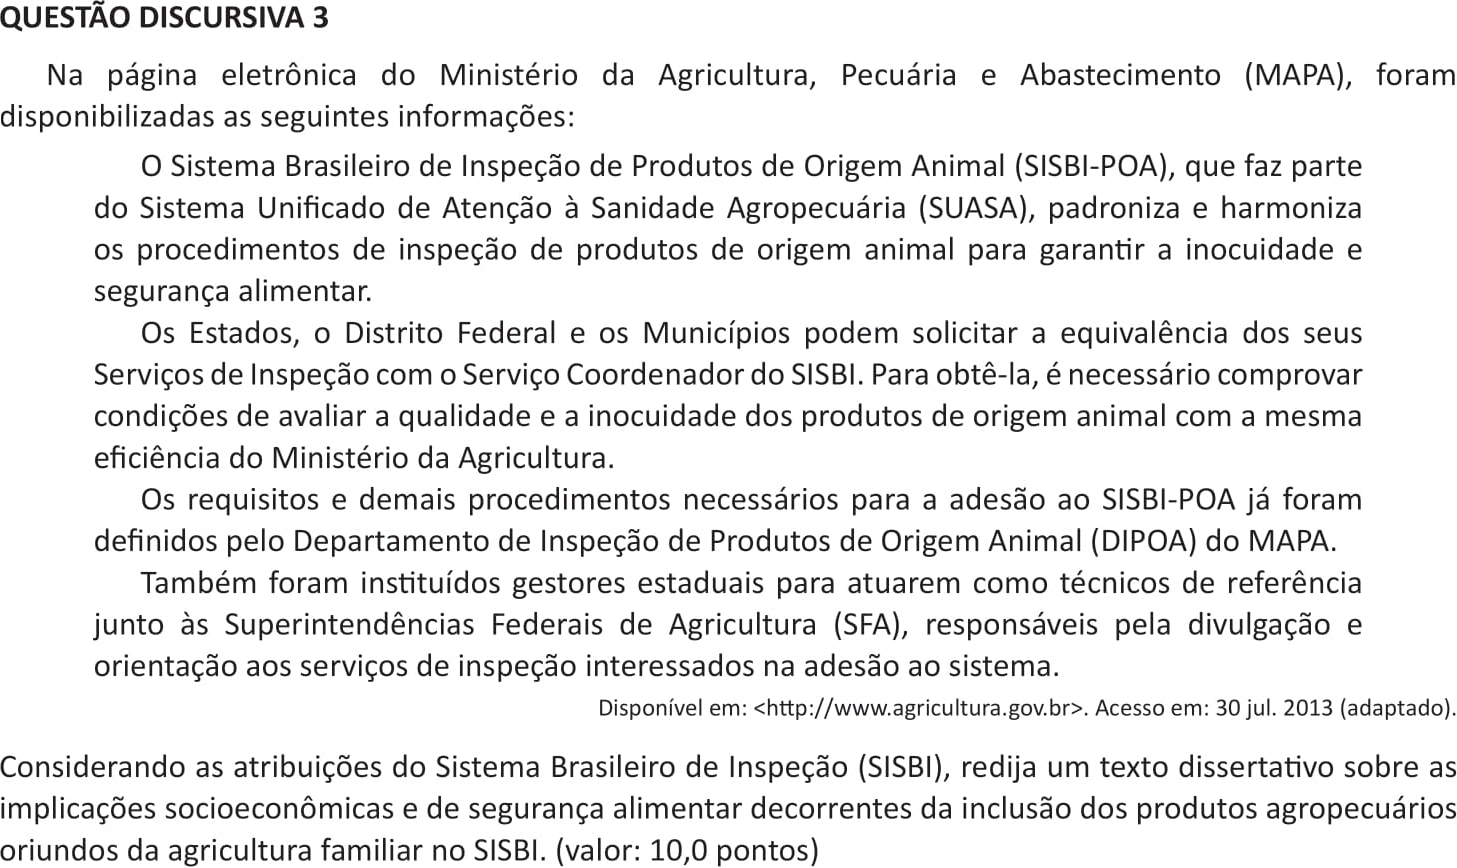 QUESTÃO DISCURSIVA 3
Na página eletrônica do Ministério da Agricultura, Pecuária e Abastecimento (MAPA), foram
disponibilizadas as seguintes informações:
O Sistema Brasileiro de Inspeção de Produtos de Origem Animal (SISBI-POA), que faz parte
do Sistema Unificado de Atenção à Sanidade Agropecuária (SUASA), padroniza e harmoniza
os procedimentos de inspeção de produtos de origem animal para garantir a inocuidade e
segurança alimentar.
Os Estados, o Distrito Federal e os Municípios podem solicitar a equivalência dos seus
Serviços de Inspeção com o Serviço Coordenador do SISBI. Para obtê-la, é necessário comprovar
condições de avaliar a qualidade e a inocuidade dos produtos de origem animal com a mesma
eficiência do Ministério da Agricultura.
Os requisitos e demais procedimentos necessários para a adesão ao SISBI-POA já foram
definidos pelo Departamento de Inspeção de Produtos de Origem Animal (DIPOA) do MAPA.
Também foram instituídos gestores estaduais para atuarem como técnicos de referência
junto às Superintendências Federais de Agricultura (SFA), responsáveis pela divulgação e
orientação aos serviços de inspeção interessados na adesão ao sistema.
Disponível em: <http://www.agricultura.gov.br>. Acesso em: 30 jul. 2013 (adaptado).
Considerando as atribuições do Sistema Brasileiro de Inspeção (SISBI), redija um texto dissertativo sobre as
implicações socioeconômicas e de segurança alimentar decorrentes da inclusão dos produtos agropecuários
oriundos da agricultura familiar no SISBI. (valor: 10,0 pontos)